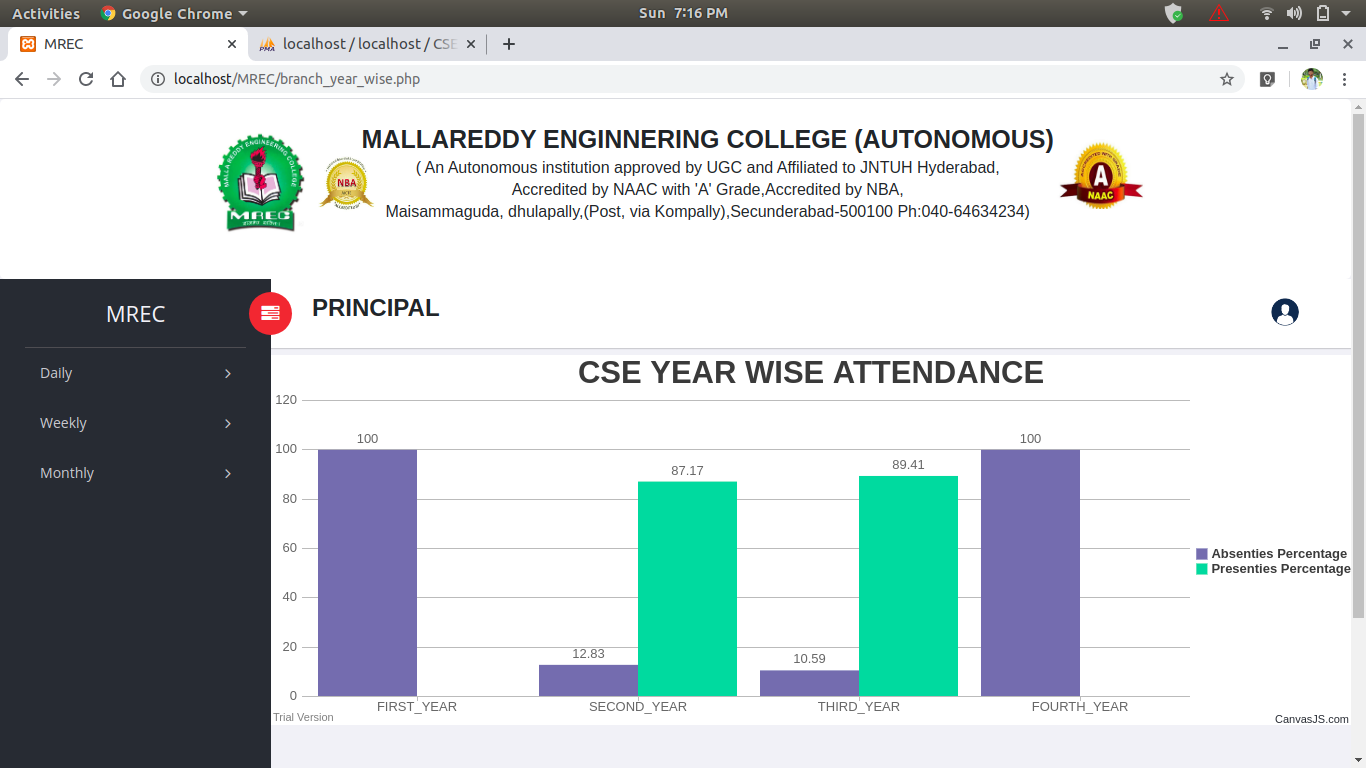 Activities Google Chrome Sun 7:16 PM
MREC localhost / localhost / CSE
localhost/MREC/branch_year_wise.php
MALLAREDDY ENGINNERING COLLEGE (AUTONOMOUS)
( An Autonomous institution approved by UGC and Affiliated to JNTUH Hyderabad,
Accredited by NAAC with 'A' Grade,Accredited by NBA,
Maisammaguda, dhulapally,(Post, via Kompally),Secunderabad-500100 Ph:040-64634234)
MALLA REDDY ENGINEERING COLLEGE
MREC
NBA
A
NAAC
MREC
PRINCIPAL
Daily
Weekly
Monthly
CSE YEAR WISE ATTENDANCE
120
100
80
60
40
20
0
100
12.83
87.17
10.59
89.41
100
FIRST_YEAR SECOND_YEAR THIRD_YEAR FOURTH_YEAR
Absenties Percentage
Presenties Percentage
Trial Version
CanvasJS.com